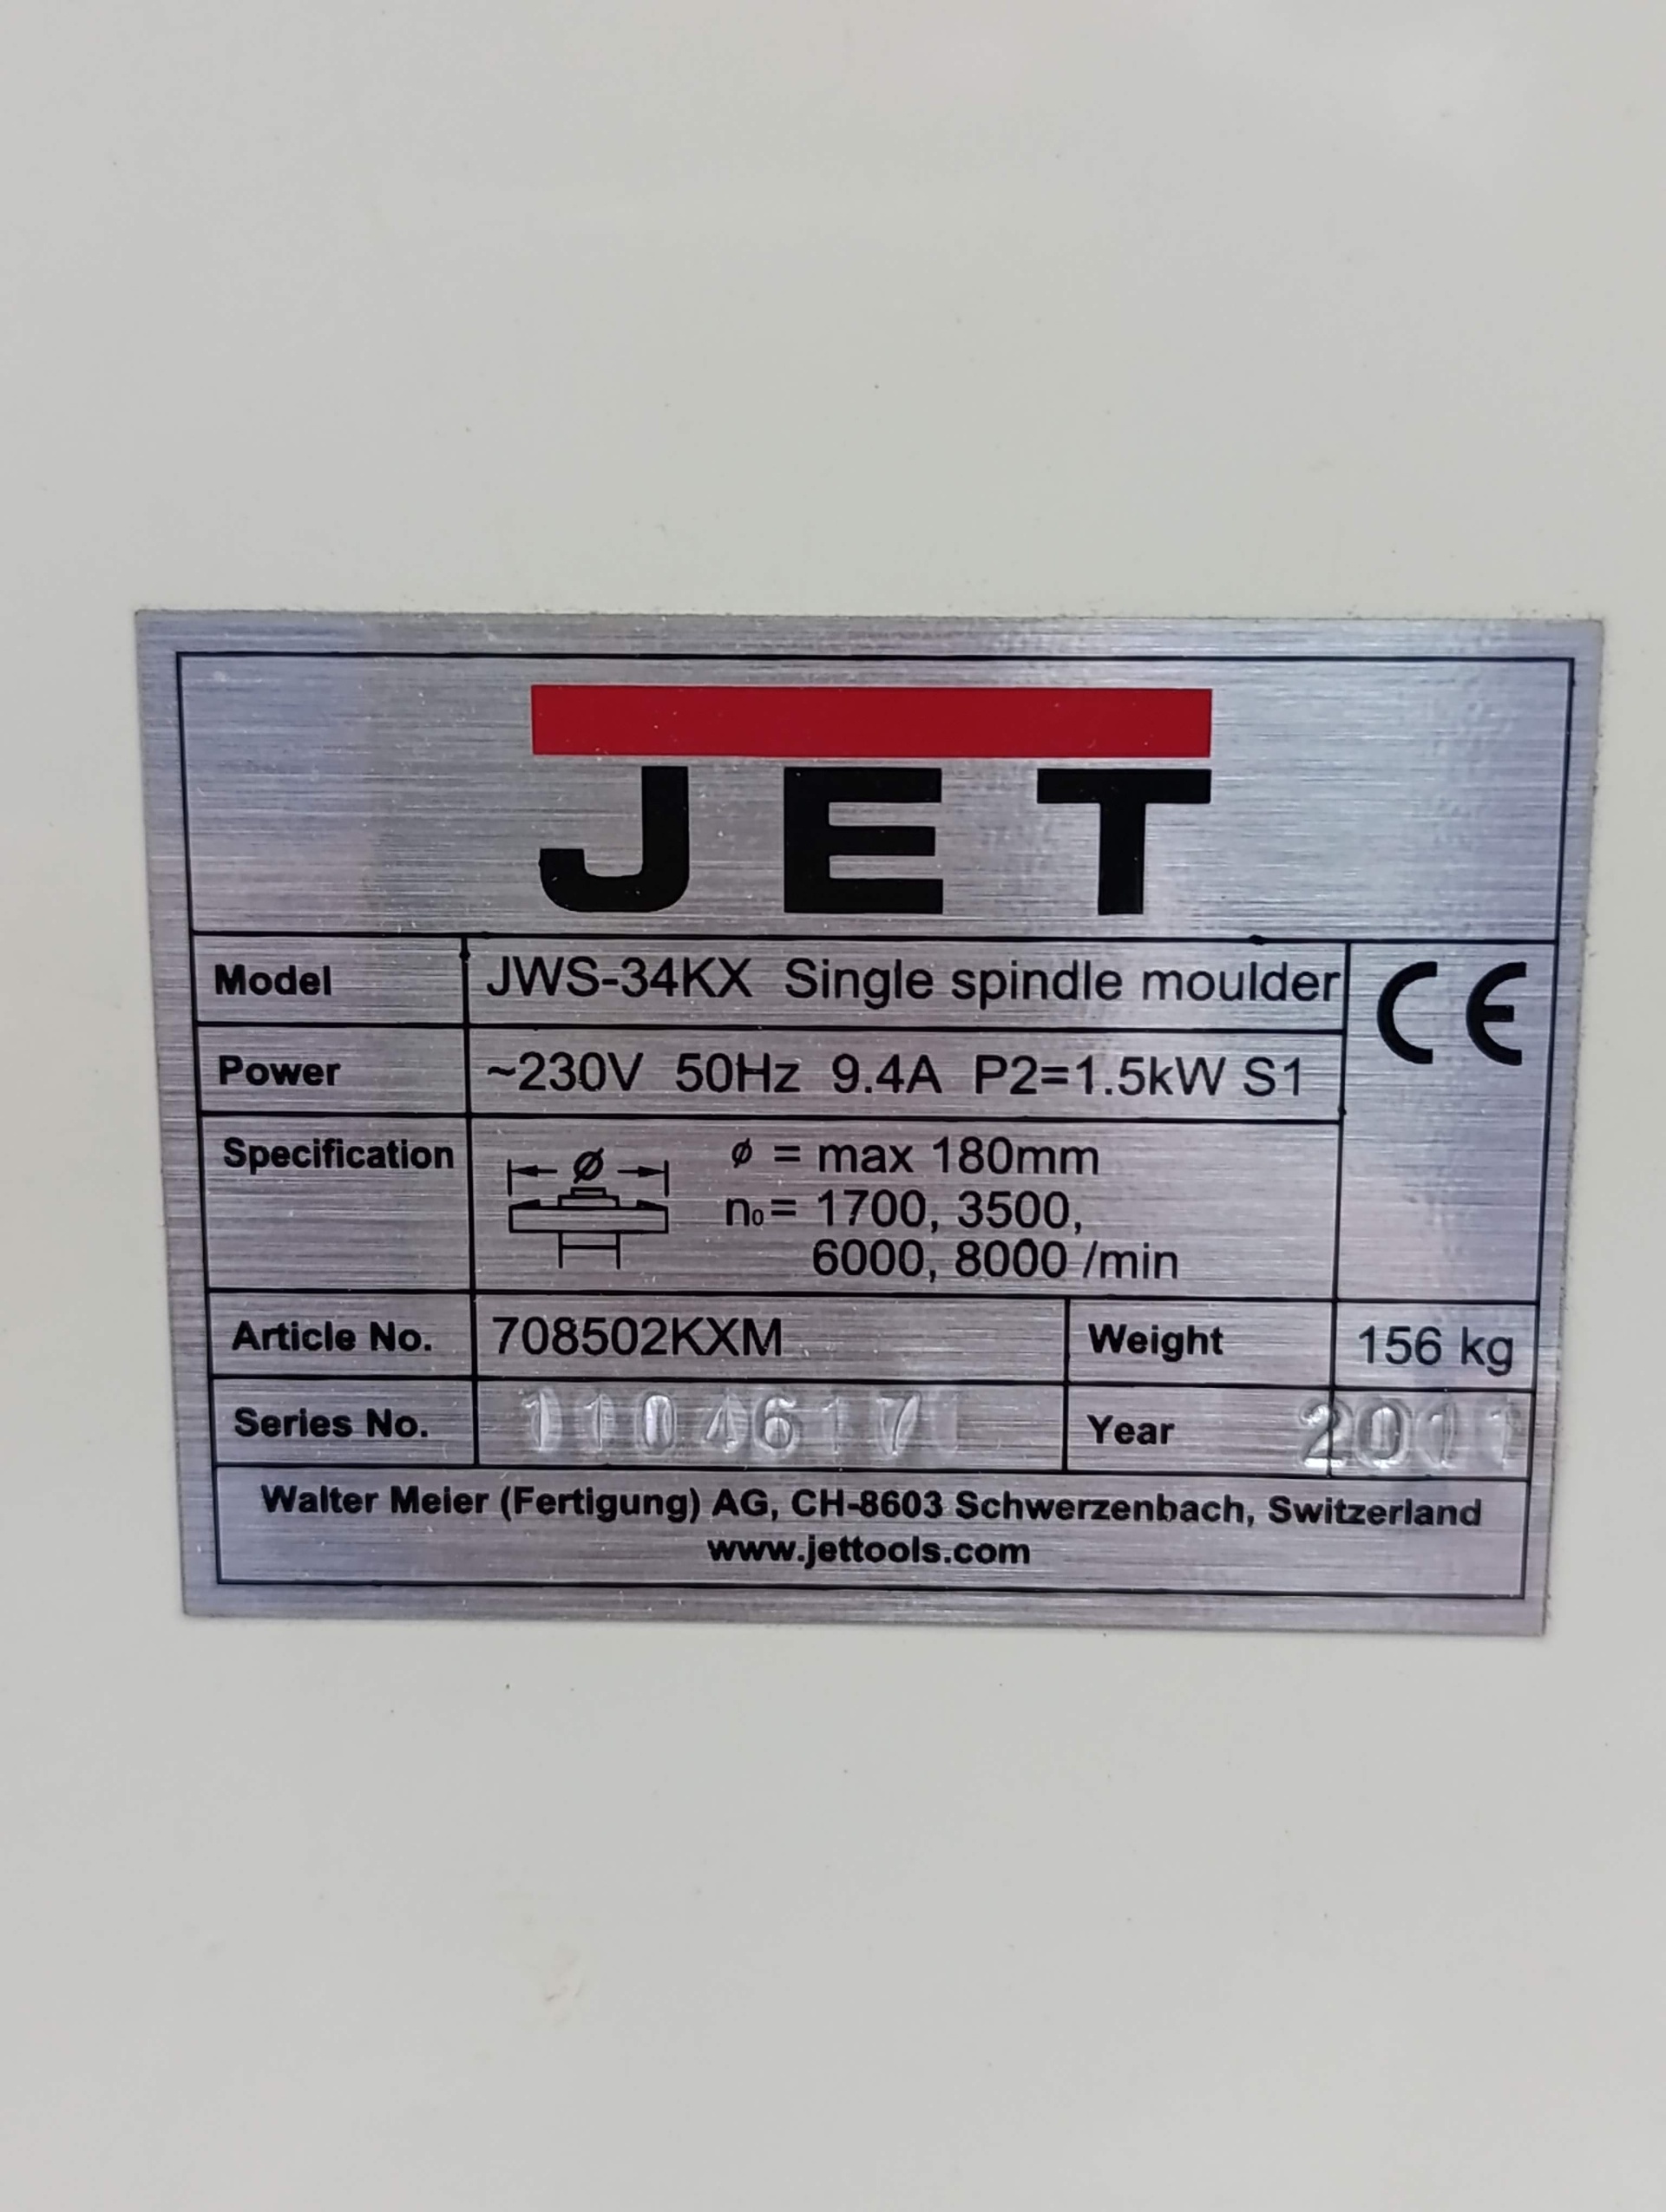 JET
Model JWS-34KX Single spindle moulder CE
Power ~230V 50Hz 9.4A P2=1.5kW S1
Specification ø ø = max 180mm
n₀= 1700, 3500,
6000, 8000 /min
Article No. 708502KXM Weight 156 kg
Series No. Year 2011
Walter Meier (Fertigung) AG, CH-8603 Schwerzenbach, Switzerland
www.jettools.com